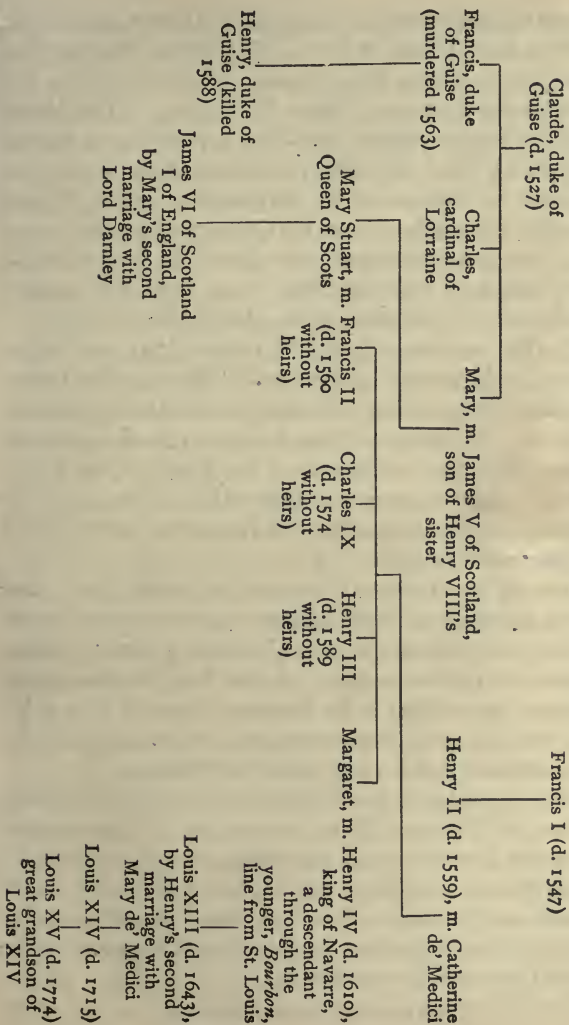 Claude, duke of
Guise (d. 1527)
Francis I (d. 1547)
Francis, duke
of Guise
(murdered 1563)
Charles,
cardinal of
Lorraine
Mary, m. James V of Scotland,
son of Henry VIII's
sister
Henry II (d. 1559), m. Catherine
de' Medici
Henry, duke of
Guise (killed
1588)
Mary Stuart, m. Francis II
Queen of Scots (d. 1560
without
heirs)
Charles IX
(d. 1574
without
heirs)
Henry III
(d. 1589
without
heirs)
Margaret, m. Henry IV (d. 1610),
king of Navarre,
a descendant
through the
younger, Bourbon,
line from St. Louis
James VI of Scotland
I of England,
by Mary's second
marriage with
Lord Darnley
Louis XIII (d. 1643),
by Henry's second
marriage with
Mary de' Medici
Louis XIV (d. 1715)
Louis XV (d. 1774)
great grandson of
Louis XIV